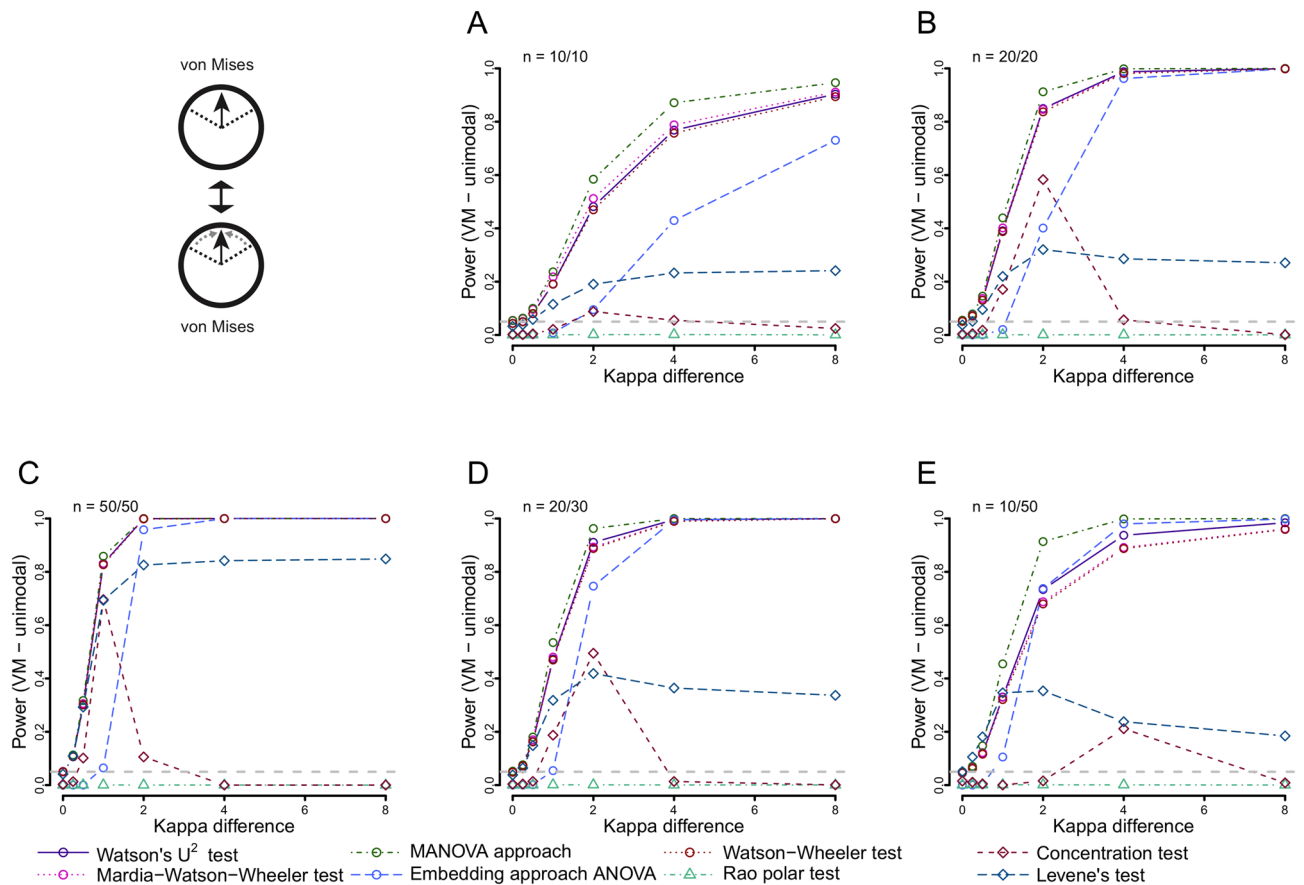 von Mises
von Mises
A
n = 10/10
Power (VM − unimodal)
1.0
0.8
0.6
0.4
0.2
0.0
0 2 4 6 8
Kappa difference
B
n = 20/20
Power (VM − unimodal)
1.0
0.8
0.6
0.4
0.2
0.0
0 2 4 6 8
Kappa difference
C
n = 50/50
Power (VM − unimodal)
1.0
0.8
0.6
0.4
0.2
0.0
0 2 4 6 8
Kappa difference
D
n = 20/30
Power (VM − unimodal)
1.0
0.8
0.6
0.4
0.2
0.0
0 2 4 6 8
Kappa difference
E
n = 10/50
Power (VM − unimodal)
1.0
0.8
0.6
0.4
0.2
0.0
0 2 4 6 8
Kappa difference
Watson's U² test
MANOVA approach
Watson−Wheeler test
Concentration test
Mardia−Watson−Wheeler test
Embedding approach ANOVA
Rao polar test
Levene's test